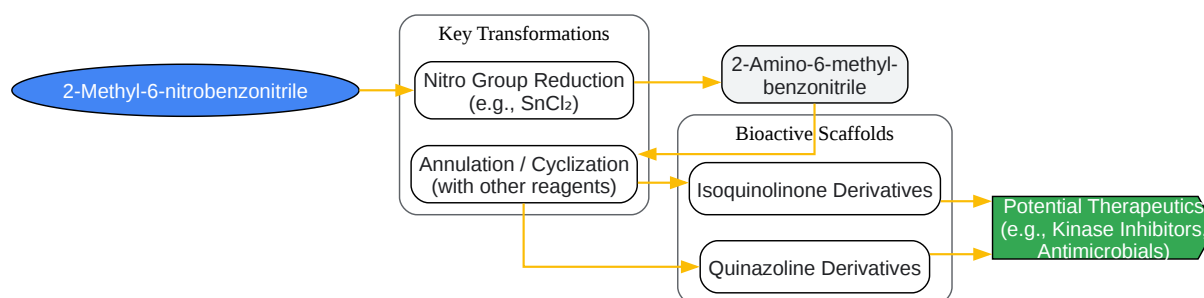 Key Transformations
2-Methyl-6-nitrobenzonitrile
Nitro Group Reduction
(e.g., SnCl₂)
2-Amino-6-methyl-
benzonitrile
Annulation / Cyclization
(with other reagents)
Bioactive Scaffolds
Isoquinolinone Derivatives
Quinazoline Derivatives
Potential Therapeutics
(e.g., Kinase Inhibitors,
Antimicrobials)